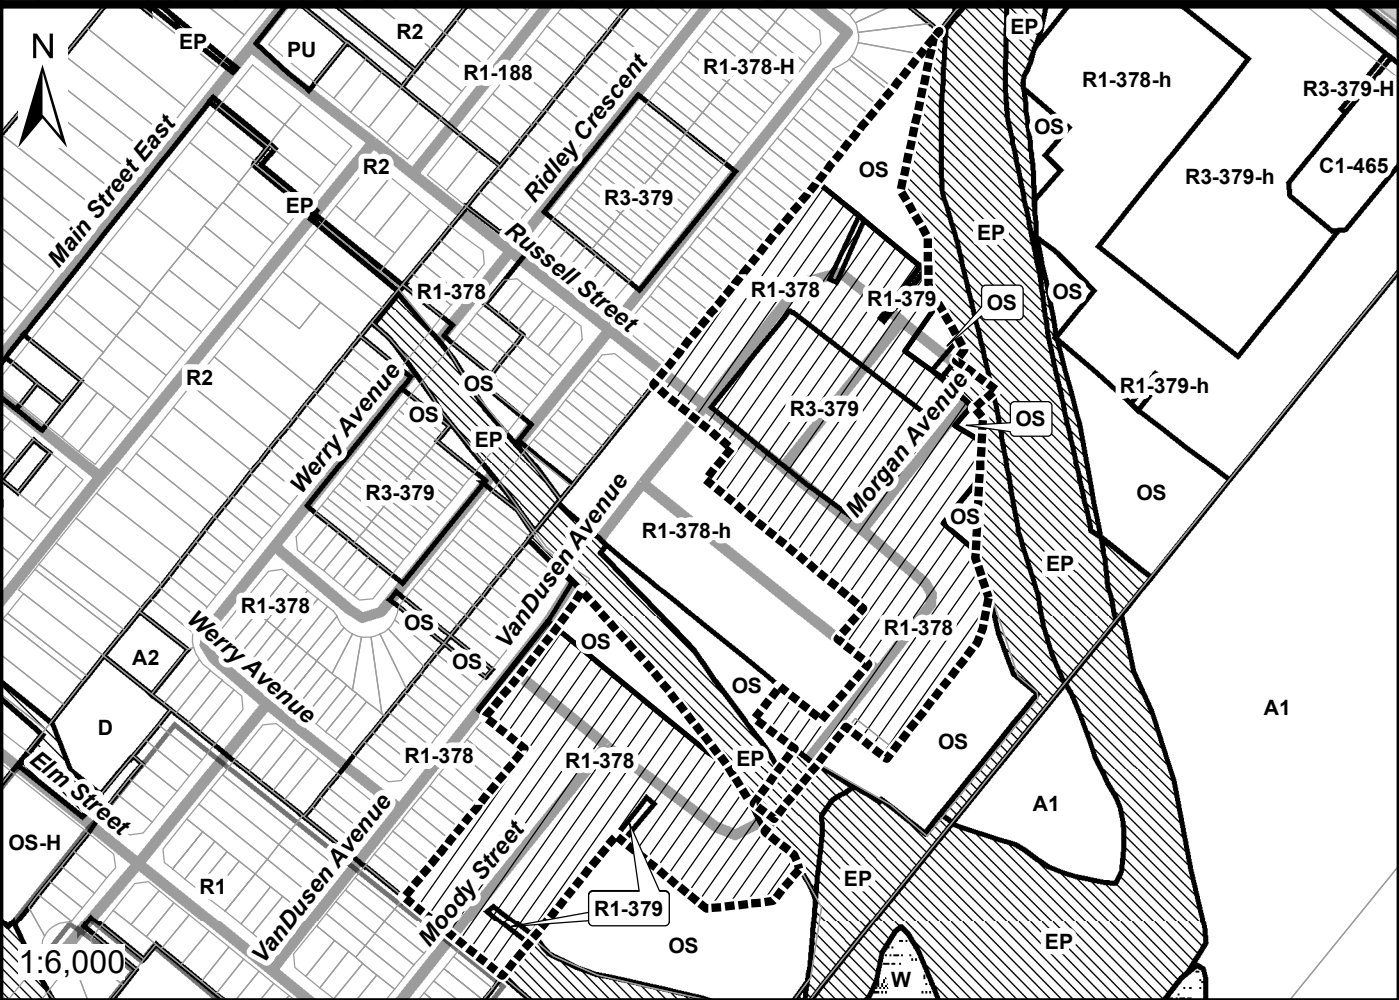 EP
PU
R2
R1-188
R1-378-H
EP
R1-378-h
R3-379-H
N
OS
Main Street East
R2
Ridley Crescent
R3-379
OS
R3-379-h
C1-465
EP
Russell Street
EP
R1-378
R1-378
R1-379
OS
OS
R2
OS
R1-379-h
Werry Avenue
OS
EP
R3-379
Morgan Avenue
OS
R3-379
R1-378-h
OS
OS
VanDusen Avenue
EP
R1-378
OS
Werry Avenue
A2
OS
OS
R1-378
OS
A1
D
R1-378
R1-378
EP
OS
Elm Street
A1
OS-H
VanDusen Avenue
Moody Street
R1
EP
R1-379
OS
EP
1:6,000
W